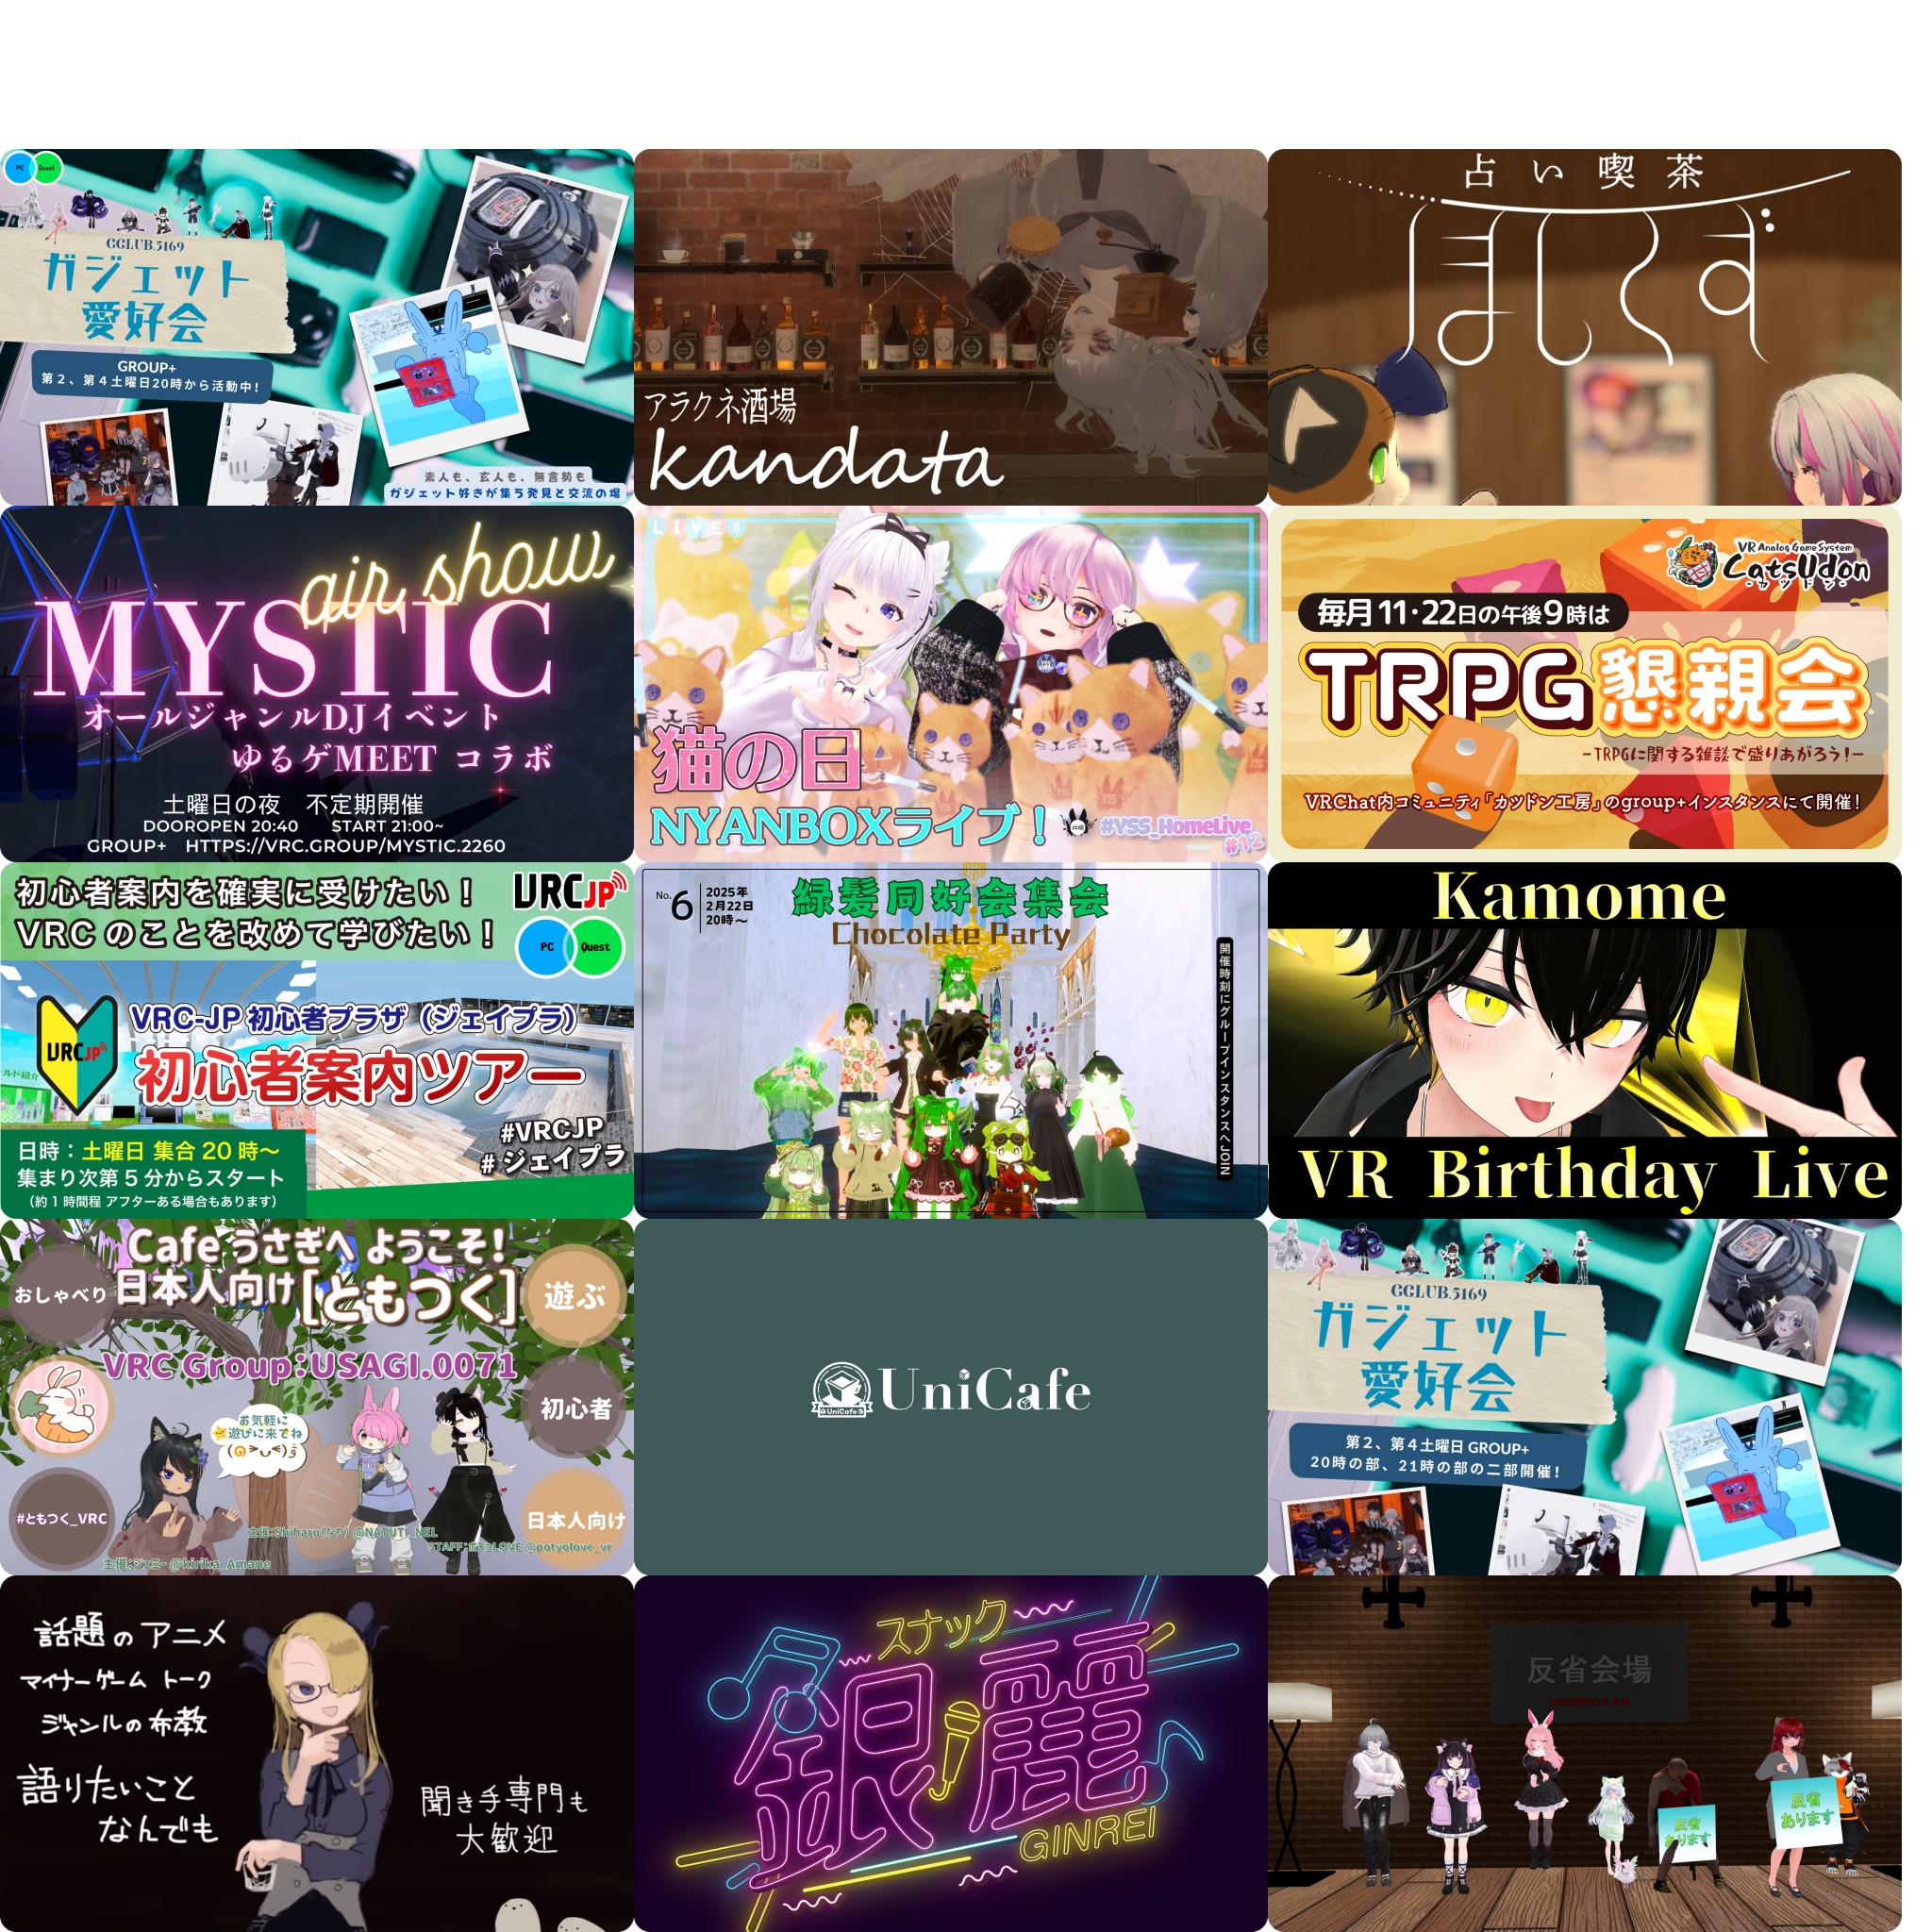 PC
Quest
GCLUB.5169
ガジェット
愛好会
GROUP+
第2、第4土曜日20時から活動中!
素人も、玄人も、無言勢も
ガジェット好きが集う発見と交流の場
アラクネ酒場
kandata
占い喫茶
ほしくず
air show
MYSTIC
オールジャンルDJイベント
ゆるゲMEET コラボ
土曜日の夜 不定期開催
DOOROPEN 20:40 START 21:00~
GROUP+ HTTPS://VRC.GROUP/MYSTIC.2260
LIVE
猫の日
NYANBOXライブ!
#YSS_HomeLive
#12
VR Analog Game System
CatsUdon
-カツドン-
毎月11・22日の午後9時は
TRPG懇親会
-TRPGに関する雑談で盛りあがろう!-
VRChat内コミュニティ「カツドン工房」のgroup+インスタンスにて開催!
初心者案内を確実に受けたい!
VRCのことを改めて学びたい!
VRCJP
PC
Quest
VRCJP
VRC-JP 初心者プラザ(ジェイプラ)
初心者案内ツアー
#VRCJP
#ジェイプラ
日時:土曜日 集合20時~
集まり次第5分からスタート
(約1時間程 アフターある場合もあります)
No.6
2025年
2月22日
20時~
緑髪同好会集会
Chocolate Party
開催時刻にグループインスタンスへJOIN
Kamome
VR Birthday Live
Cafe うさぎへ ようこそ!
日本人向け[ともつく]
おしゃべり
遊ぶ
VRC Group:USAGI.0071
初心者
お気軽に
遊びに来てね
#ともつく_VRC
日本人向け
主催:Shiharu(なつ) @NATUTI_NEL
STAFF:ポチョLOVE @potyolove_vr
主催:ジェミー @kirika_Amane
UniCafe
UniCafe
GCLUB.5169
ガジェット
愛好会
第2、第4土曜日 GROUP+
20時の部、21時の部の二部開催!
話題のアニメ
マイナーゲーム トーク
ジャンルの布教
語りたいこと
なんでも
聞き手専門も
大歓迎
スナック
銀麗
GINREI
反省会場
反省
あります
反省
あります